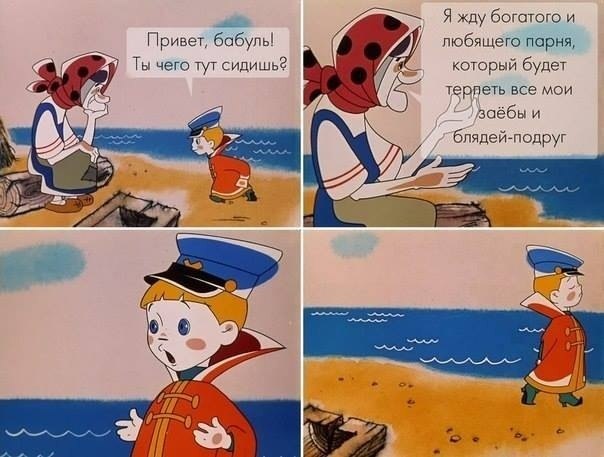 Привет, бабуль!
Ты чего тут сидишь?
Я жду богатого и
любящего парня,
который будет
терпеть все мои
заёбы и
блядей-подруг